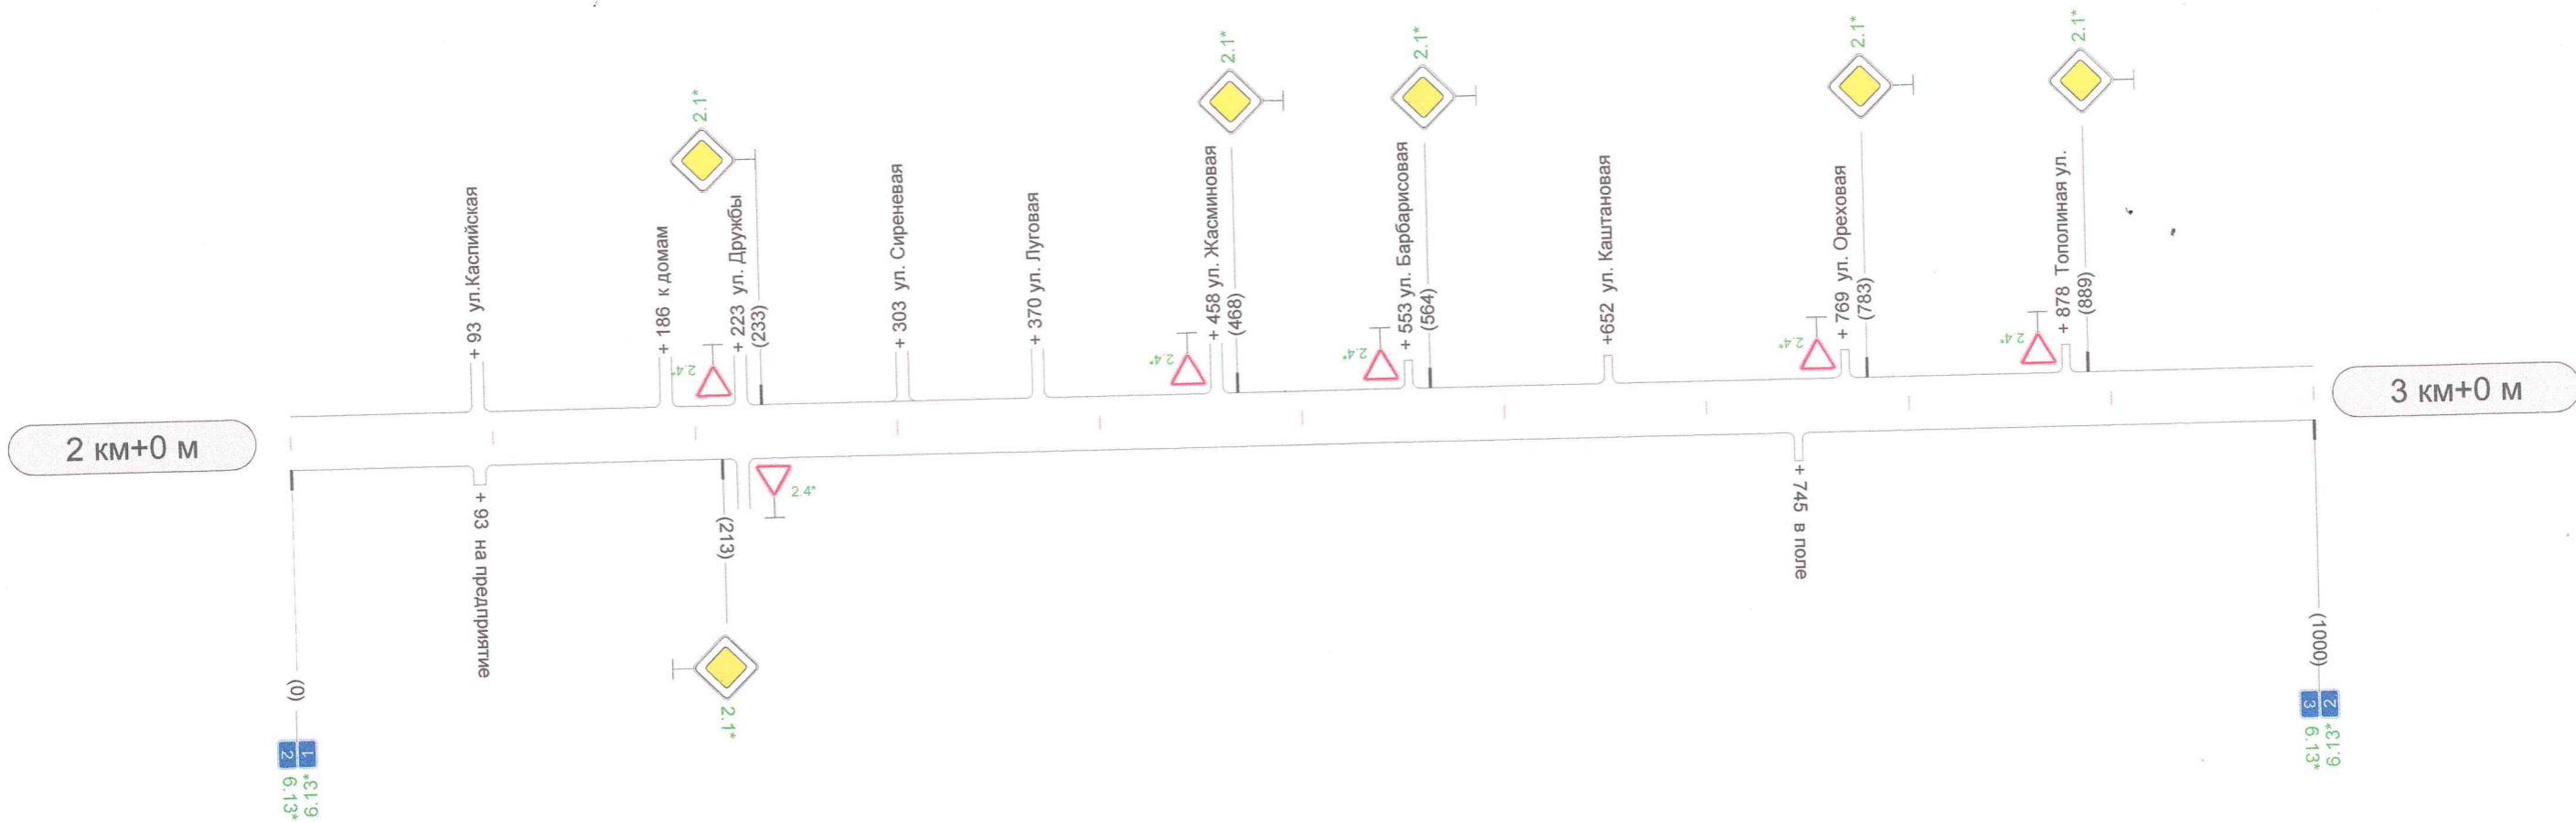 2.1*
2.1*
2.1*
2.1*
2.1*
+ 93 ул.Каспийская
+ 186 к домам
+ 223 ул. Дружбы
(233)
+ 303 ул. Сиреневая
+ 370 ул. Луговая
+ 458 ул. Жасминовая
(468)
+ 553 ул. Барбарисовая
(564)
+652 ул. Каштановая
+ 769 ул. Ореховая
(783)
+ 878 Тополиная ул.
(889)
2.4*
2.4*
2.4*
2.4*
2.4*
2 км+0 м
3 км+0 м
2.4*
+ 93 на предприятие
(213)
+ 745 в поле
(0)
(1000)
2.1*
1
2
6.13*
6.13*
2
3
6.13*
6.13*